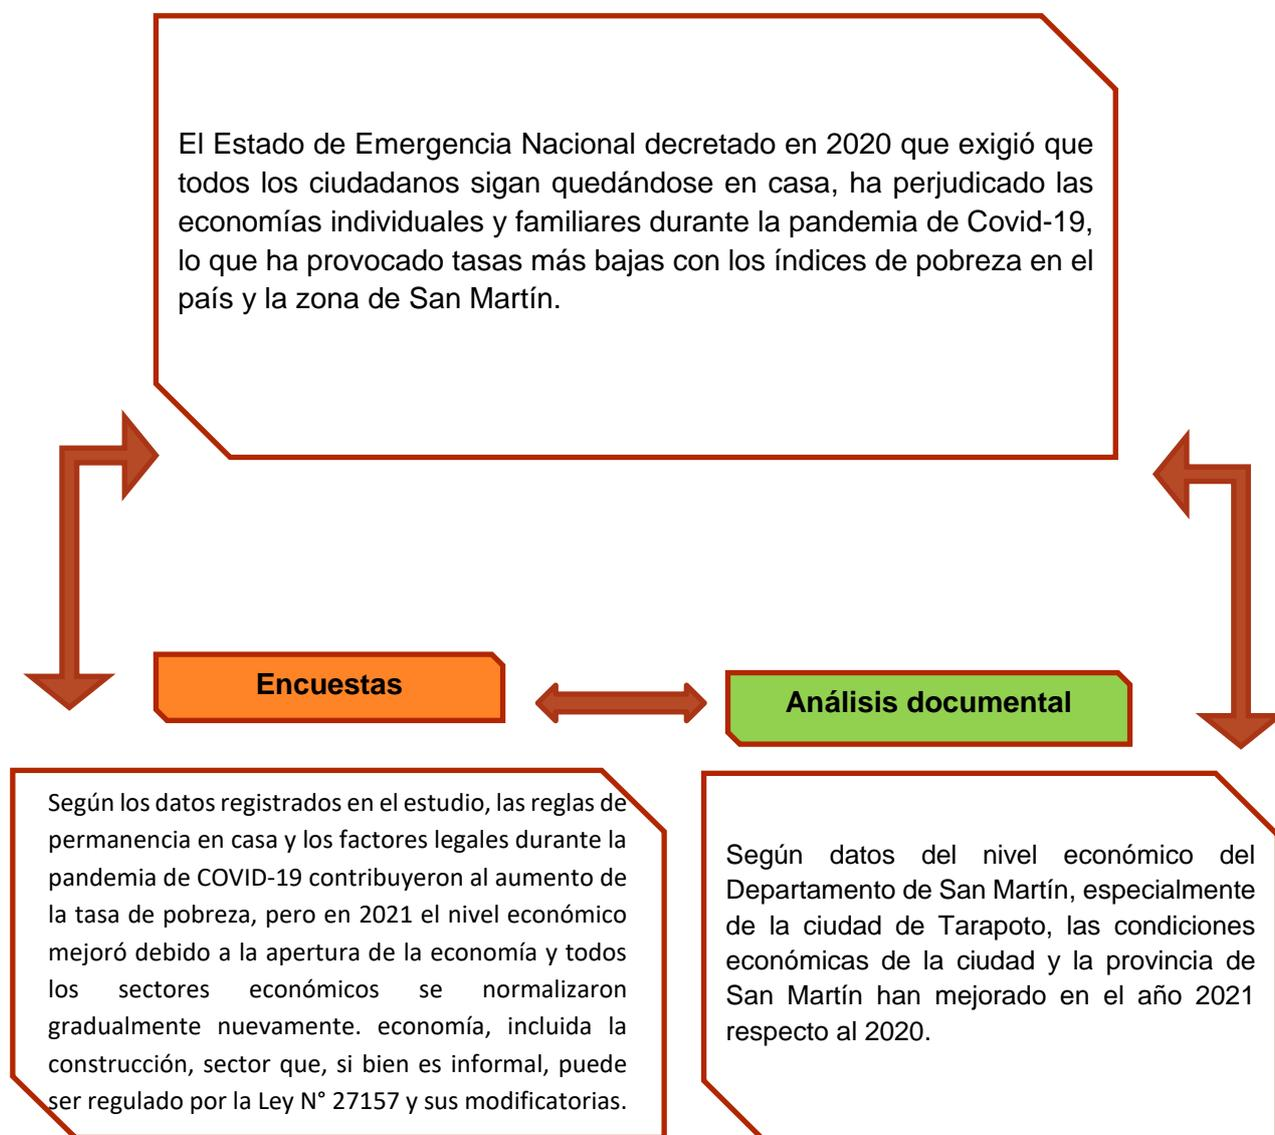 El Estado de Emergencia Nacional decretado en 2020 que exigió que
todos los ciudadanos sigan quedándose en casa, ha perjudicado las
economías individuales y familiares durante la pandemia de Covid-19,
lo que ha provocado tasas más bajas con los índices de pobreza en el
país y la zona de San Martín.
Encuestas
Análisis documental
Según los datos registrados en el estudio, las reglas de
permanencia en casa y los factores legales durante la
pandemia de COVID-19 contribuyeron al aumento de
la tasa de pobreza, pero en 2021 el nivel económico
mejoró debido a la apertura de la economía y todos
los sectores económicos se normalizaron
gradualmente nuevamente. economía, incluida la
construcción, sector que, si bien es informal, puede
ser regulado por la Ley N° 27157 y sus modificatorias.
Según datos del nivel económico del
Departamento de San Martín, especialmente
de la ciudad de Tarapoto, las condiciones
económicas de la ciudad y la provincia de
San Martín han mejorado en el año 2021
respecto al 2020.